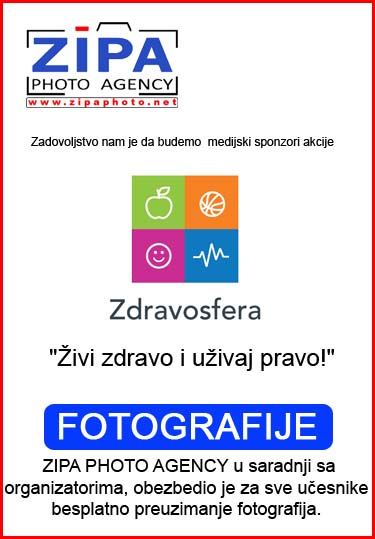 ZIPA
PHOTO AGENCY
www.zipaphoto.net
Zadovoljstvo nam je da budemo medijski sponzori akcije
Zdravosfera
"Živi zdravo i uživaj pravo!"
FOTOGRAFIJE
ZIPA PHOTO AGENCY u saradnji sa
organizatorima, obezbedio je za sve učesnike
besplatno preuzimanje fotografija.